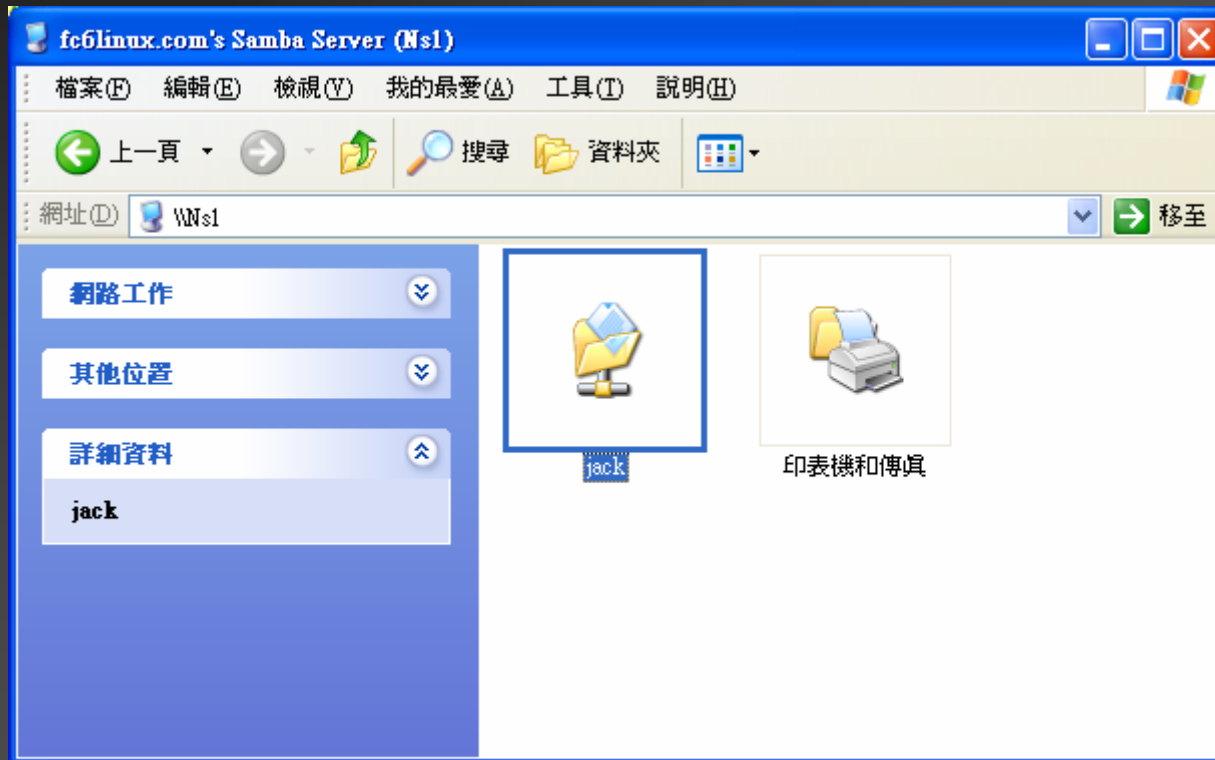 fc6linux.com's Samba Server (Ns1)
檔案(F) 編輯(E) 檢視(V) 我的最愛(A) 工具(T) 說明(H)
上一頁 搜尋 資料夾
網址(D) \\Ns1 移至
網路工作
其他位置
詳細資料
jack
jack
印表機和傳真